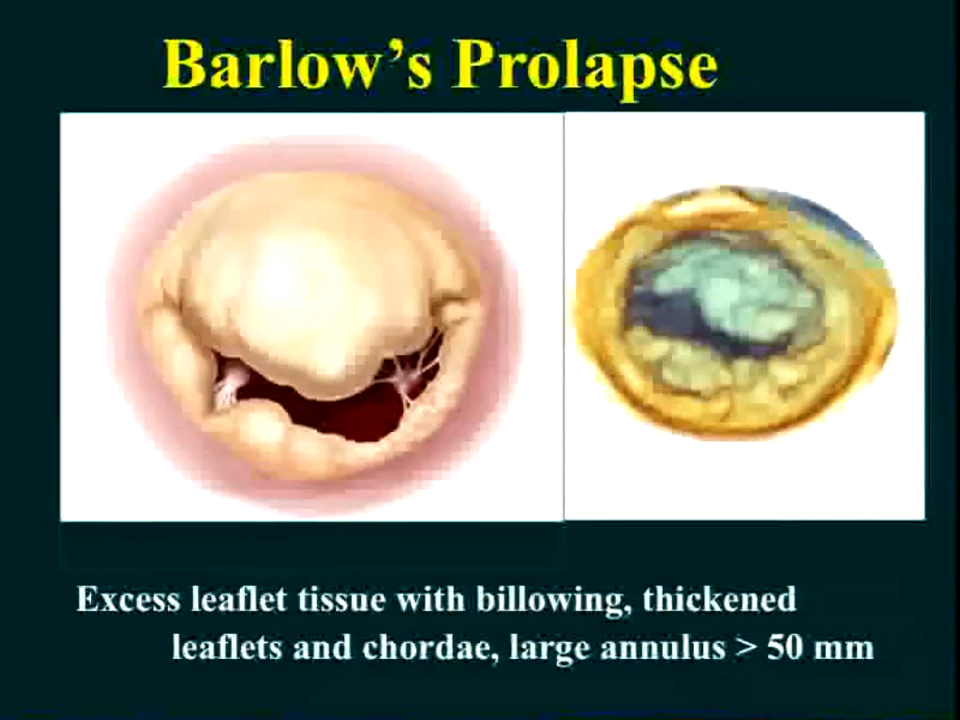 Barlow’s Prolapse
Excess leaflet tissue with billowing, thickened
leaflets and chordae, large annulus > 50 mm